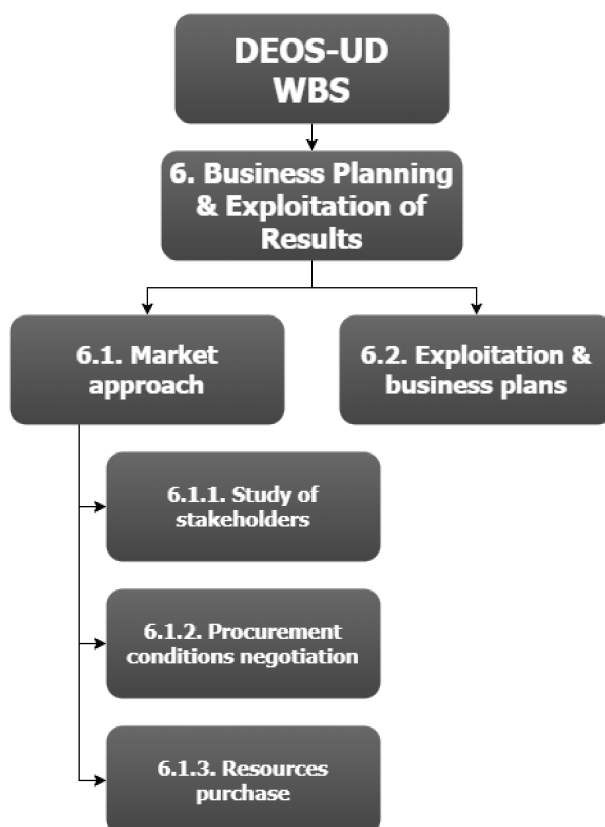 DEOS-UD
WBS
6. Business Planning
& Exploitation of
Results
6.1. Market
approach
6.2. Exploitation &
business plans
6.1.1. Study of
stakeholders
6.1.2. Procurement
conditions negotiation
6.1.3. Resources
purchase